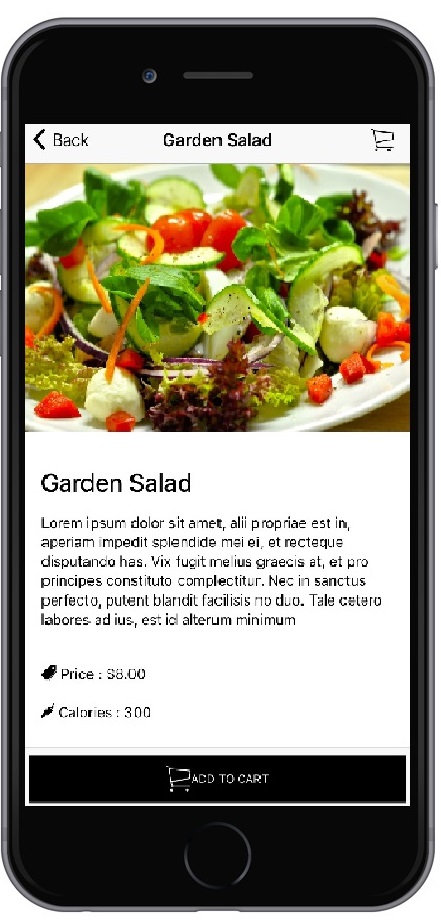 Back
Garden Salad
Garden Salad
Lorem ipsum dolor sit amet, alii propriae est in,
aperiam impedit splendide mei ei, et recteque
disputando has. Vix fugit melius graecis at, et pro
principes constituto complectitur. Nec in sanctus
perfecto, putent blandit facilisis no duo. Tale cetero
labores ad ius, est id alterum minimum
Price : $8.00
Calories : 300
ADD TO CART